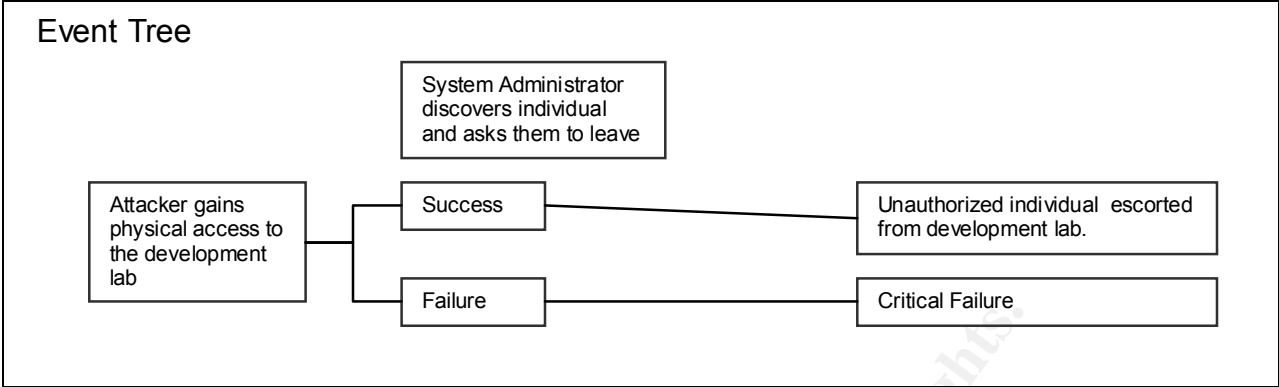 Event Tree
System Administrator
discovers individual
and asks them to leave
Attacker gains
physical access to
the development
lab
Success
Unauthorized individual escorted
from development lab.
Failure
Critical Failure